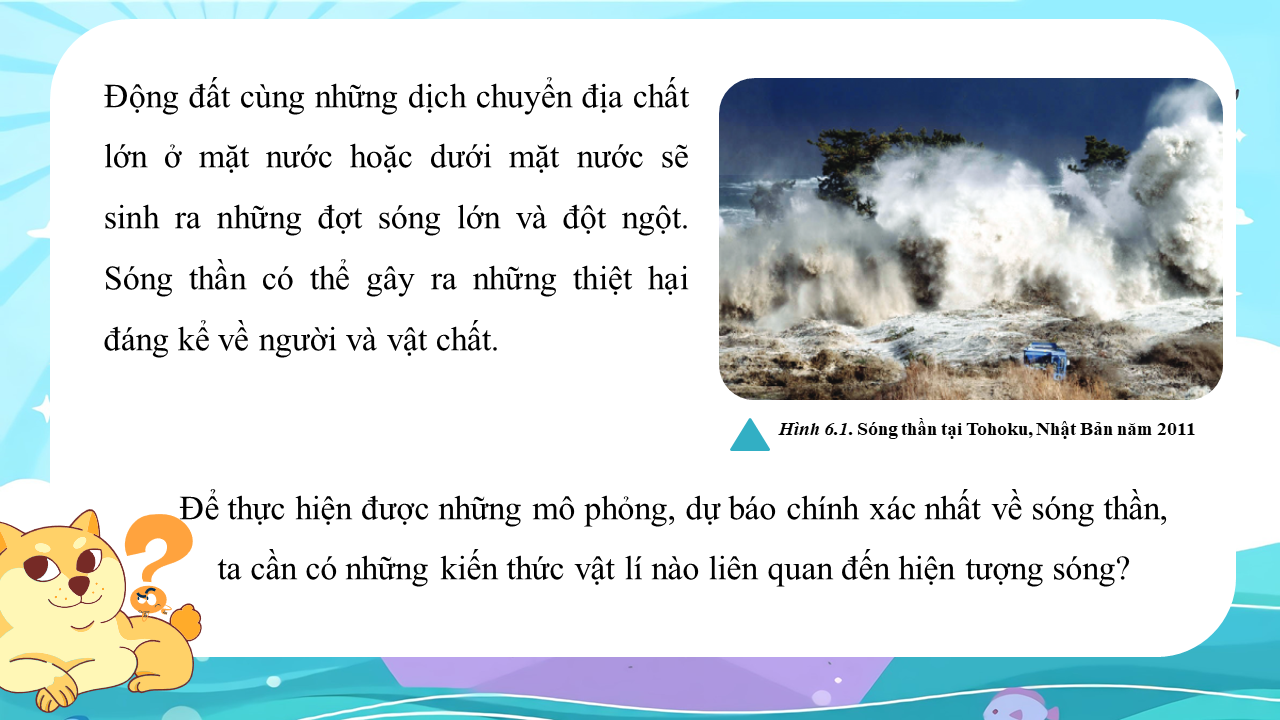 Động đất cùng những dịch chuyển địa chất
lớn ở mặt nước hoặc dưới mặt nước sẽ
sinh ra những đợt sóng lớn và đột ngột.
Sóng thần có thể gây ra những thiệt hại
đáng kể về người và vật chất.
Hình 6.1. Sóng thần tại Tohoku, Nhật Bản năm 2011
Để thực hiện được những mô phỏng, dự báo chính xác nhất về sóng thần,
ta cần có những kiến thức vật lí nào liên quan đến hiện tượng sóng?